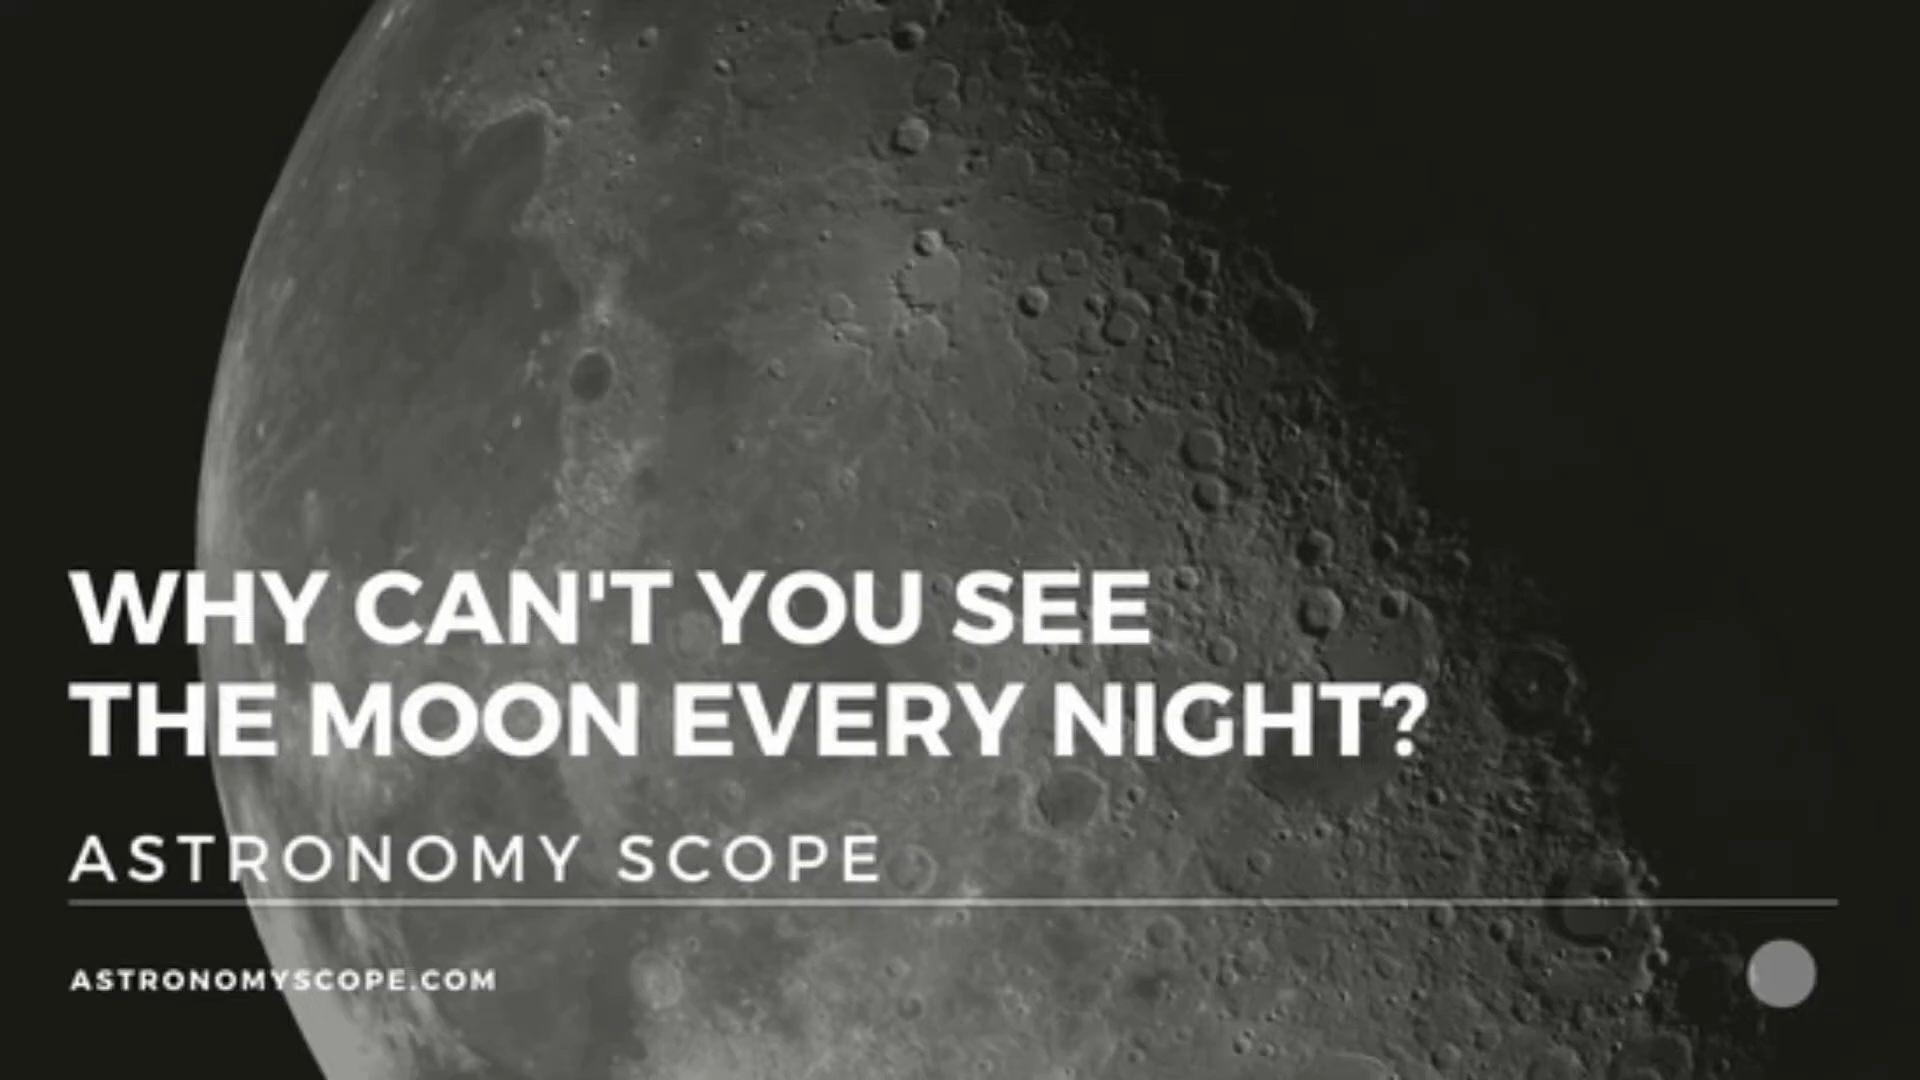 WHY CAN'T YOU SEE
THE MOON EVERY NIGHT?
ASTRONOMY SCOPE
ASTRONOMYSCOPE.COM